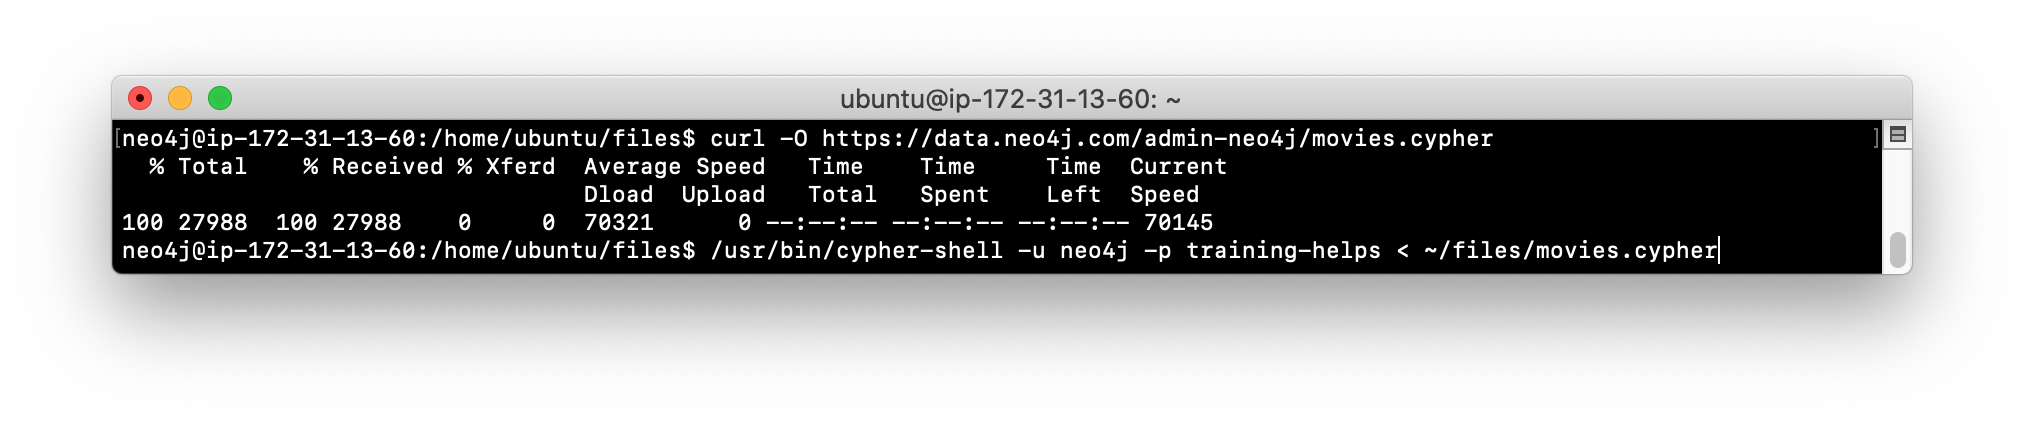 ubuntu@ip-172-31-13-60: ~
[neo4j@ip-172-31-13-60:/home/ubuntu/files$ curl -O https://data.neo4j.com/admin-neo4j/movies.cypher ]
% Total % Received % Xferd Average Speed Time Time Time Current
Dload Upload Total Spent Left Speed
100 27988 100 27988 0 0 70321 0 --:--:-- --:--:-- --:--:-- 70145
neo4j@ip-172-31-13-60:/home/ubuntu/files$ /usr/bin/cypher-shell -u neo4j -p training-helps < ~/files/movies.cypher